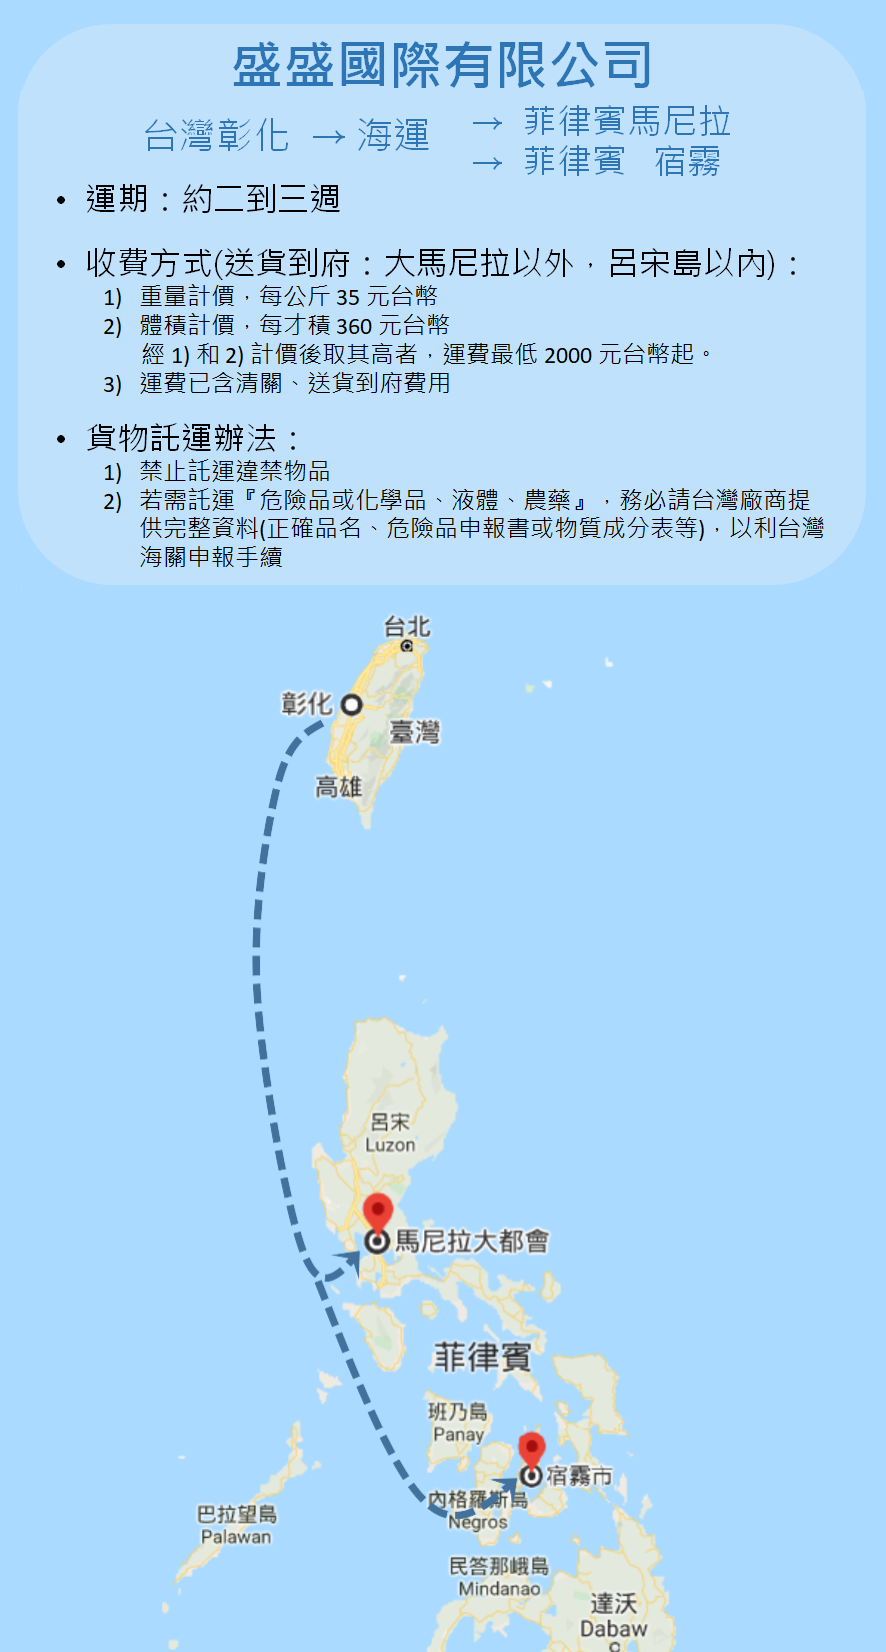 盛盛國際有限公司
台灣彰化 → 海運 → 菲律賓馬尼拉
→ 菲律賓 宿霧
• 運期：約二到三週
• 收費方式(送貨到府：大馬尼拉以外，呂宋島以內)：
1) 重量計價，每公斤 35 元台幣
2) 體積計價，每才積 360 元台幣
經 1) 和 2) 計價後取其高者，運費最低 2000 元台幣起。
3) 運費已含清關、送貨到府費用
• 貨物託運辦法：
1) 禁止託運違禁物品
2) 若需託運『危險品或化學品、液體、農藥』，務必請台灣廠商提
供完整資料(正確品名、危險品申報書或物質成分表等)，以利台灣
海關申報手續
台北
彰化
臺灣
高雄
呂宋
Luzon
馬尼拉大都會
菲律賓
班乃島
Panay
宿霧市
內格羅斯島
Negros
巴拉望島
Palawan
民答那峨島
Mindanao
達沃
Dabaw